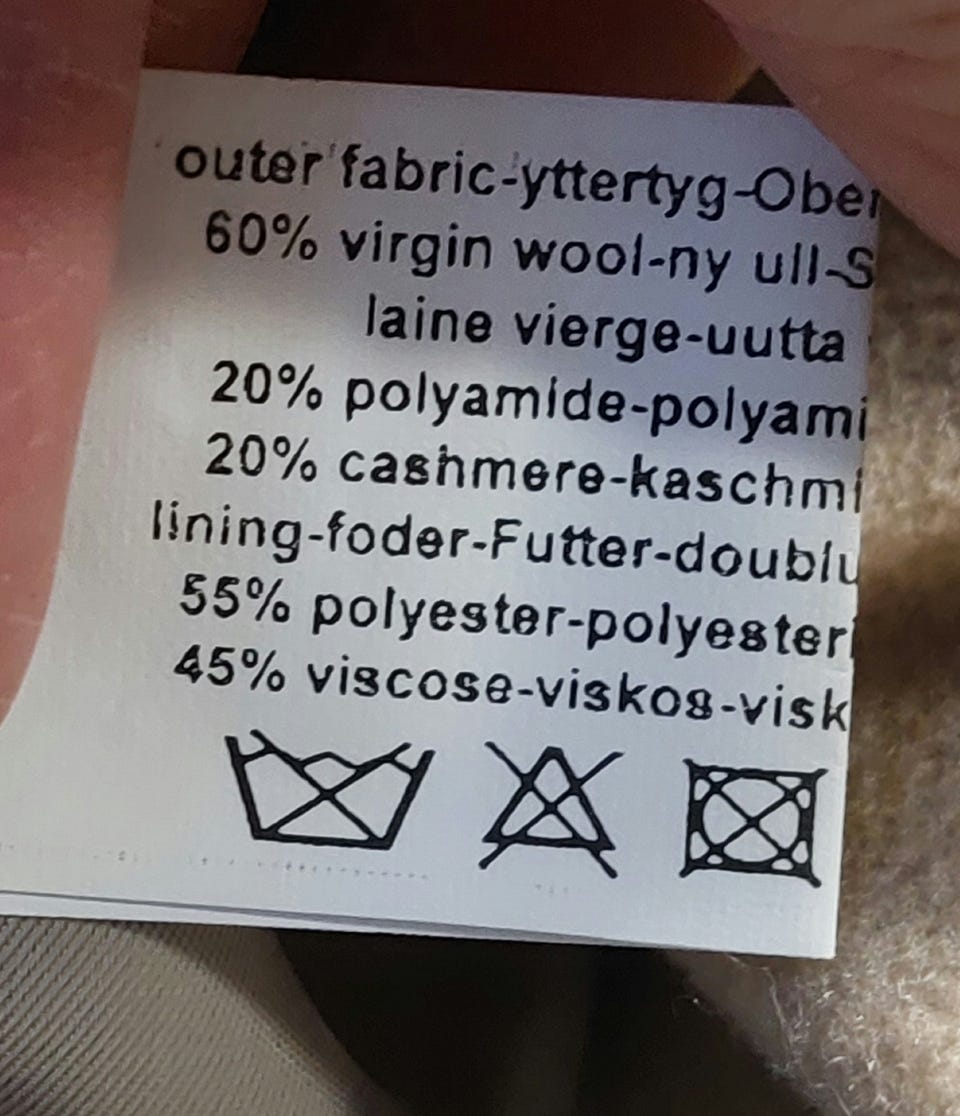 outer fabric-yttertyg-Ober
60% virgin wool-ny ull-S
laine vierge-uutta
20% polyamide-polyami
20% cashmere-kaschmi
lining-foder-Futter-doublu
55% polyester-polyesteri
45% viscose-viskos-visk